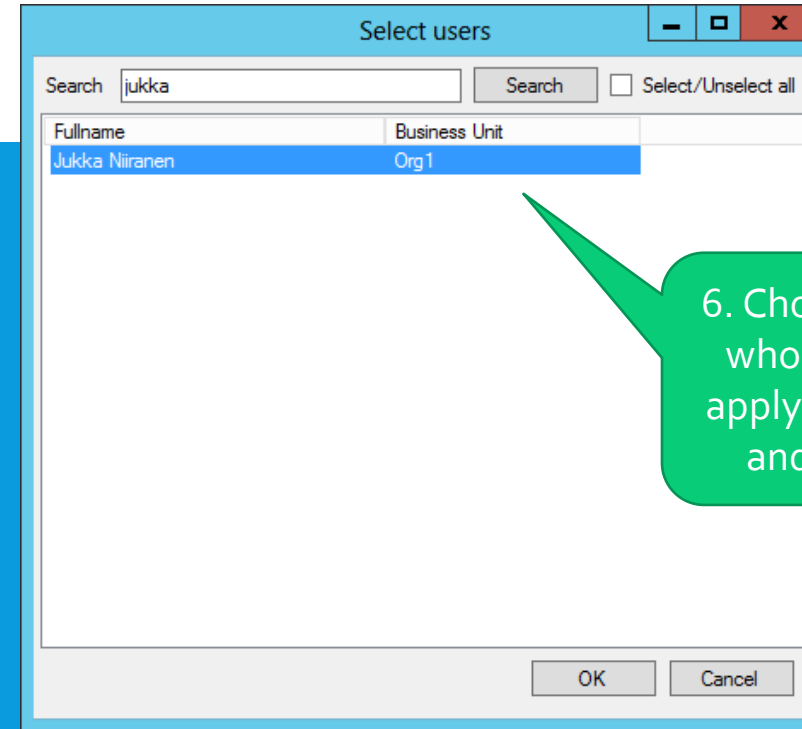 Select users
Search jukka Search Select/Unselect all
Fullname Business Unit
Jukka Niiranen Org1
6. Cho
who
apply
and
OK Cancel